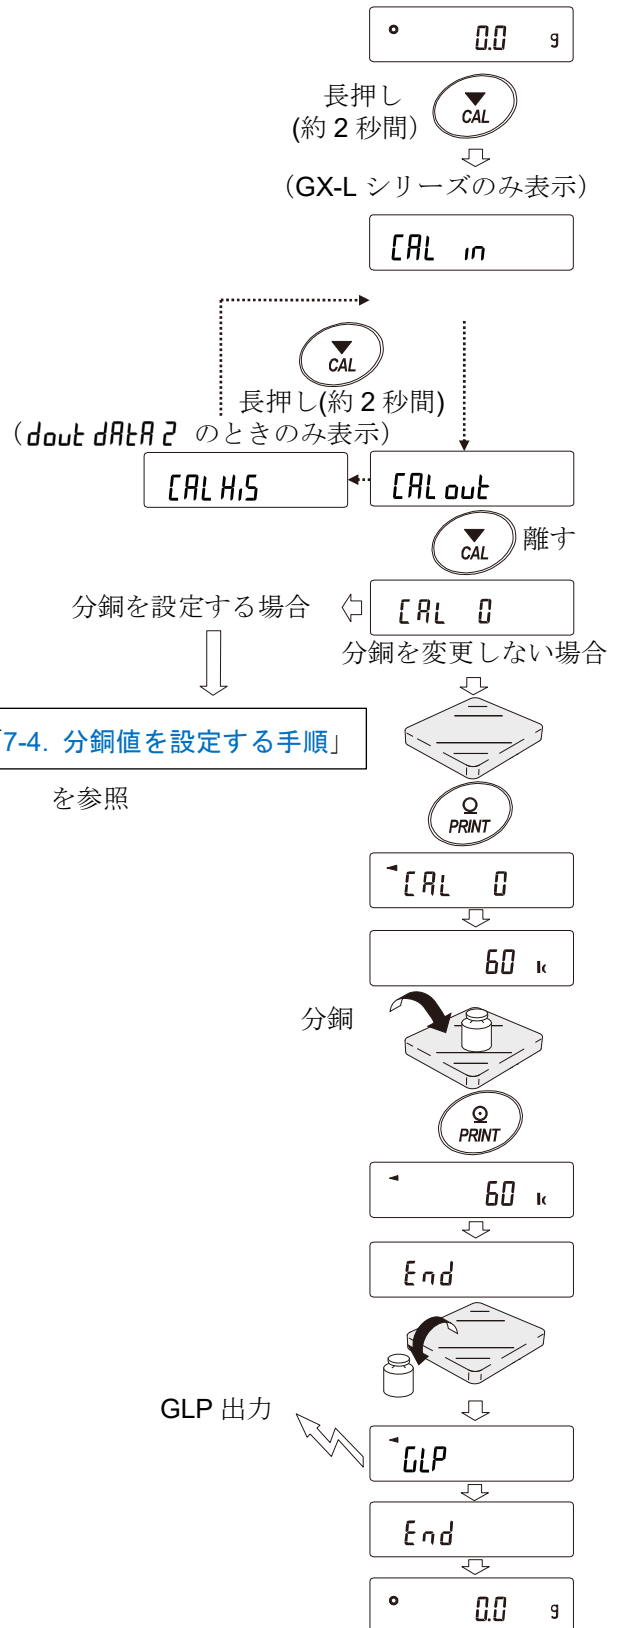 0.0 g
長押し
(約 2 秒間)
CAL
(GX-L シリーズのみ表示)
CAL in
CAL
長押し(約 2 秒間)
(dout dAtA 2 のときのみ表示)
CAL HiS
CAL out
CAL
離す
分銅を設定する場合
CAL 0
分銅を変更しない場合
「7-4. 分銅値を設定する手順」
を参照
PRINT
CAL 0
60
分銅
PRINT
60
End
GLP 出力
GLP
End
0.0 g